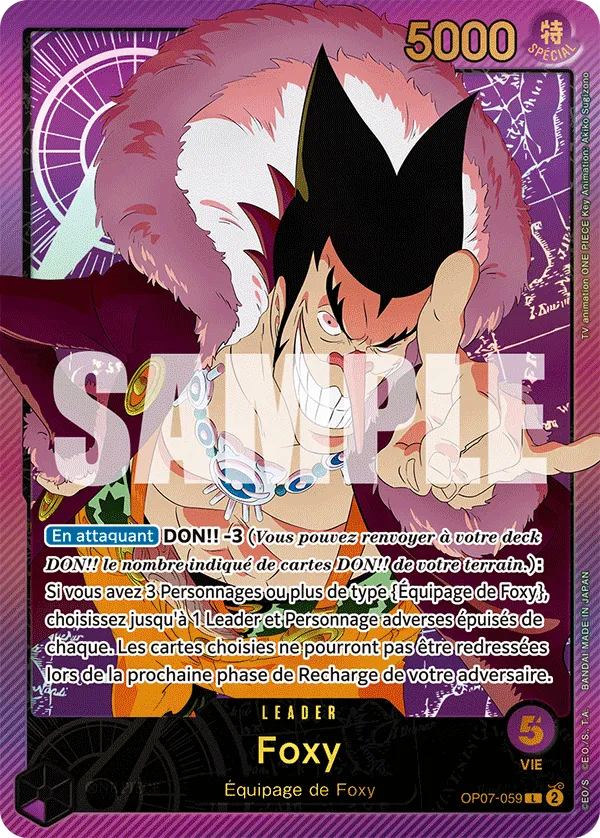 5000
特
SPÉCIAL
TV animation ONE PIECE Key Animation: Akiko Sugizono
SAMPLE
En attaquant DON!! -3 (Vous pouvez renvoyer à votre deck
DON!! le nombre indiqué de cartes DON!! de votre terrain.):
Si vous avez 3 Personnages ou plus de type {Équipage de Foxy},
choisissez jusqu'à 1 Leader et Personnage adverses épuisés de
chaque. Les cartes choisies ne pourront pas être redressées
lors de la prochaine phase de Recharge de votre adversaire.
BANDAI MADE IN JAPAN
©E.O./S., T.A.
©E.O/S
LEADER
Foxy
Équipage de Foxy
5
VIE
ONE PIECE
OP07-059 L 2